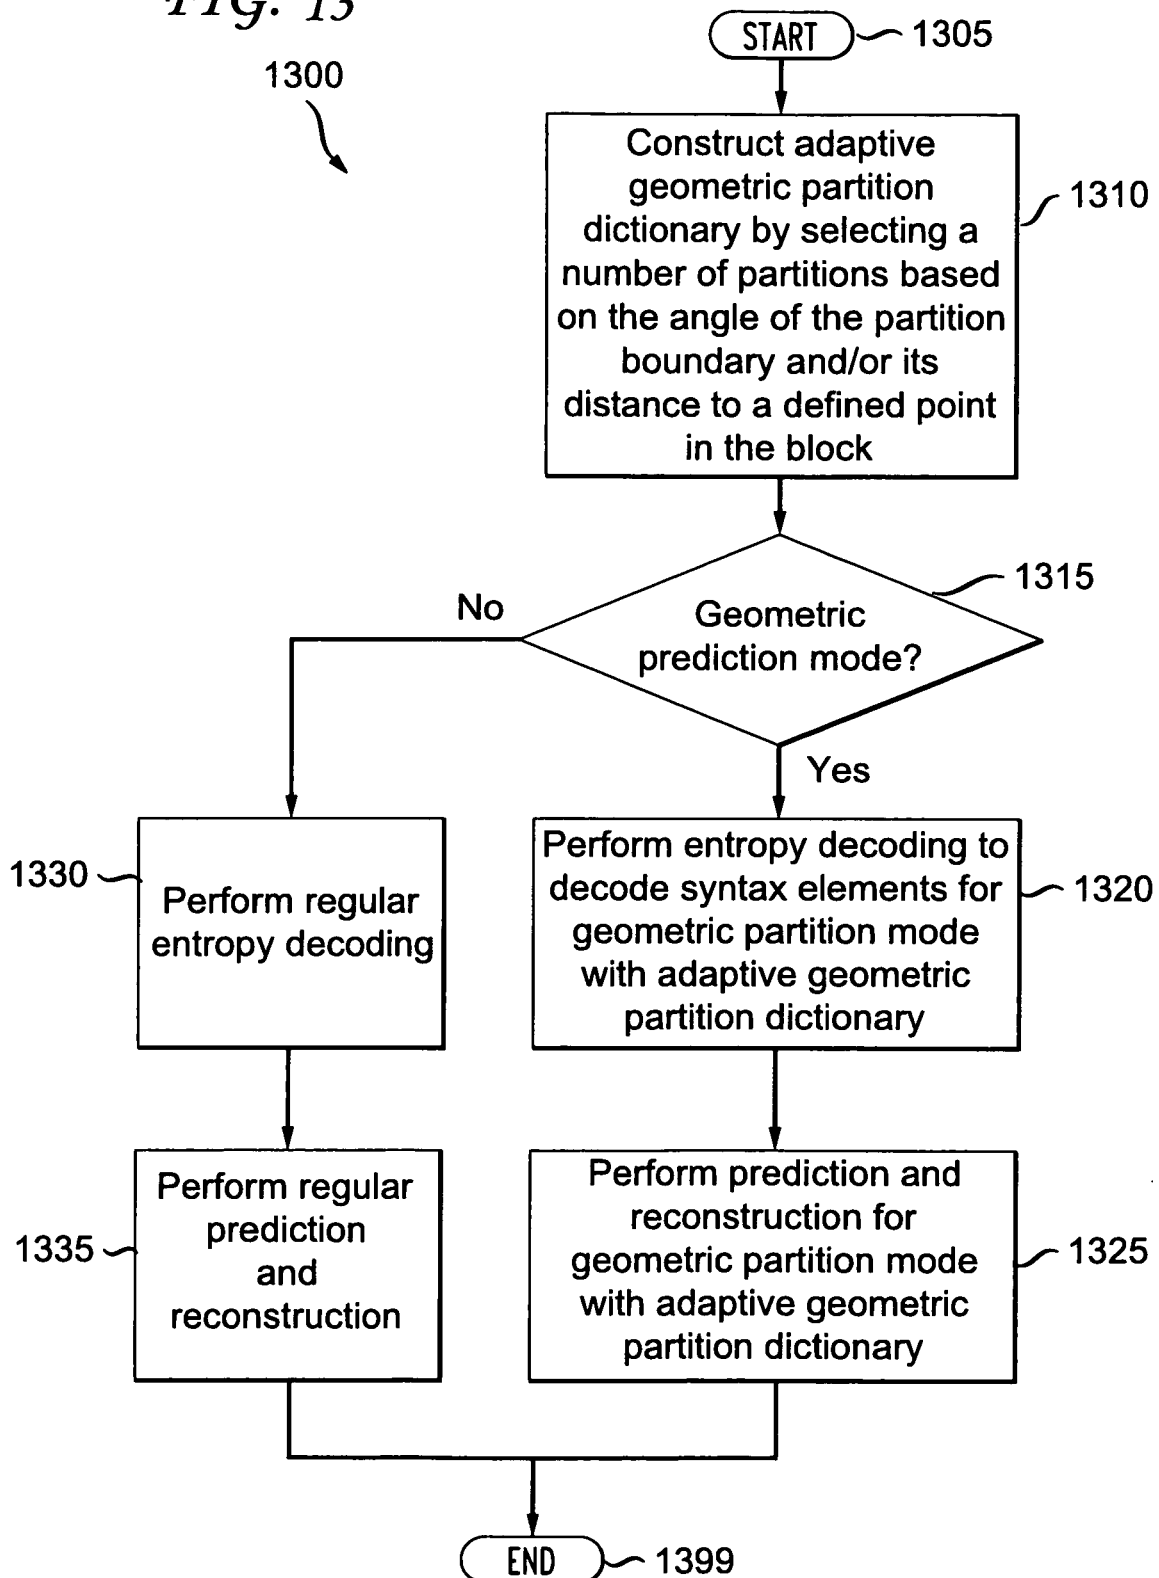 FIG. 13
1300
START
1305
Construct adaptive
geometric partition
dictionary by selecting a
number of partitions based
on the angle of the partition
boundary and/or its
distance to a defined point
in the block
1310
Geometric
prediction mode?
1315
No
Yes
1330
Perform regular
entropy decoding
Perform entropy decoding to
decode syntax elements for
geometric partition mode
with adaptive geometric
partition dictionary
1320
1335
Perform regular
prediction
and
reconstruction
Perform prediction and
reconstruction for
geometric partition mode
with adaptive geometric
partition dictionary
1325
END
1399